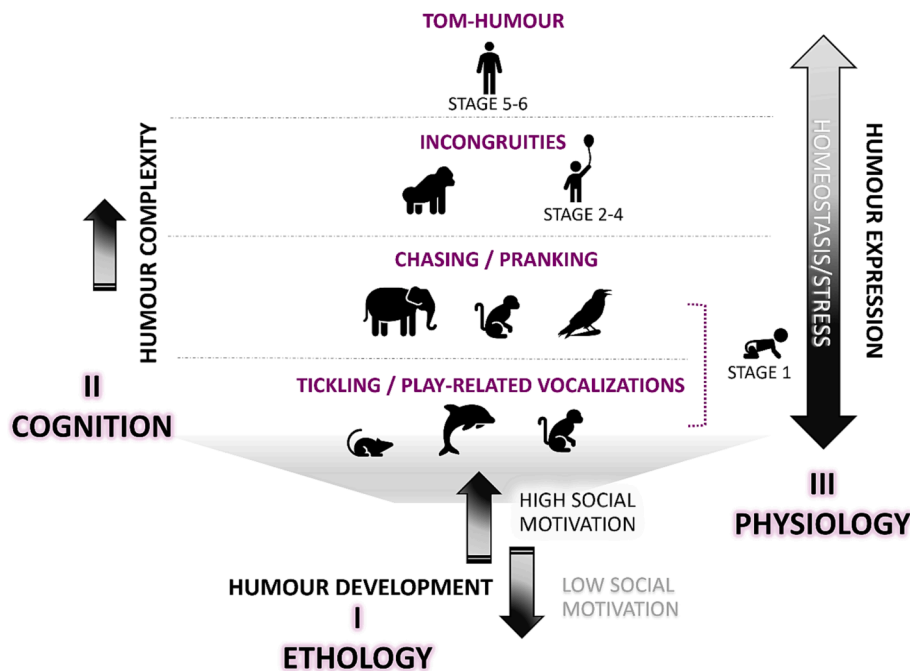 TOM-HUMOUR
STAGE 5-6
INCONGRUITIES
STAGE 2-4
CHASING / PRANKING
STAGE 1
TICKLING / PLAY-RELATED VOCALIZATIONS
HUMOUR COMPLEXITY
II
COGNITION
HOMEOSTASIS/STRESS
HUMOUR EXPRESSION
III
PHYSIOLOGY
HIGH SOCIAL
MOTIVATION
HUMOUR DEVELOPMENT
LOW SOCIAL
MOTIVATION
I
ETHOLOGY